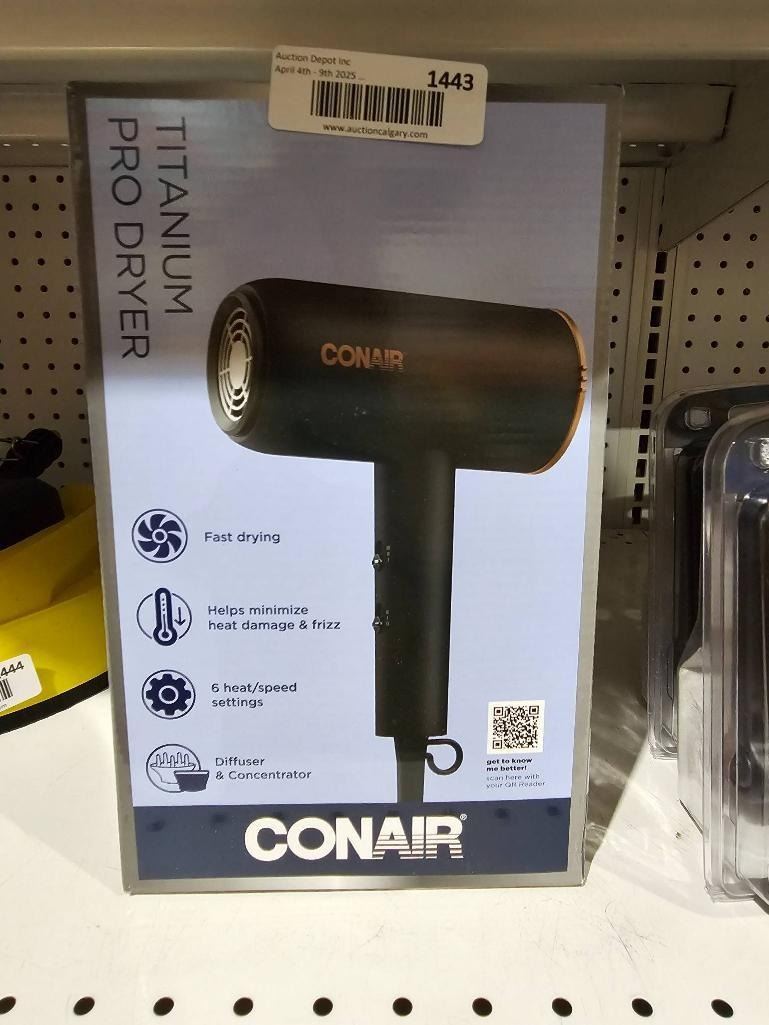 Auction Depot Inc
April 4th - 9th 2025 ...
1443
www.auctioncalgary.com
TITANIUM
PRO DRYER
CONAIR
Fast drying
Helps minimize
heat damage & frizz
6 heat/speed
settings
Diffuser
& Concentrator
get to know
me better!
scan here with
your QR Reader
CONAIR®
444